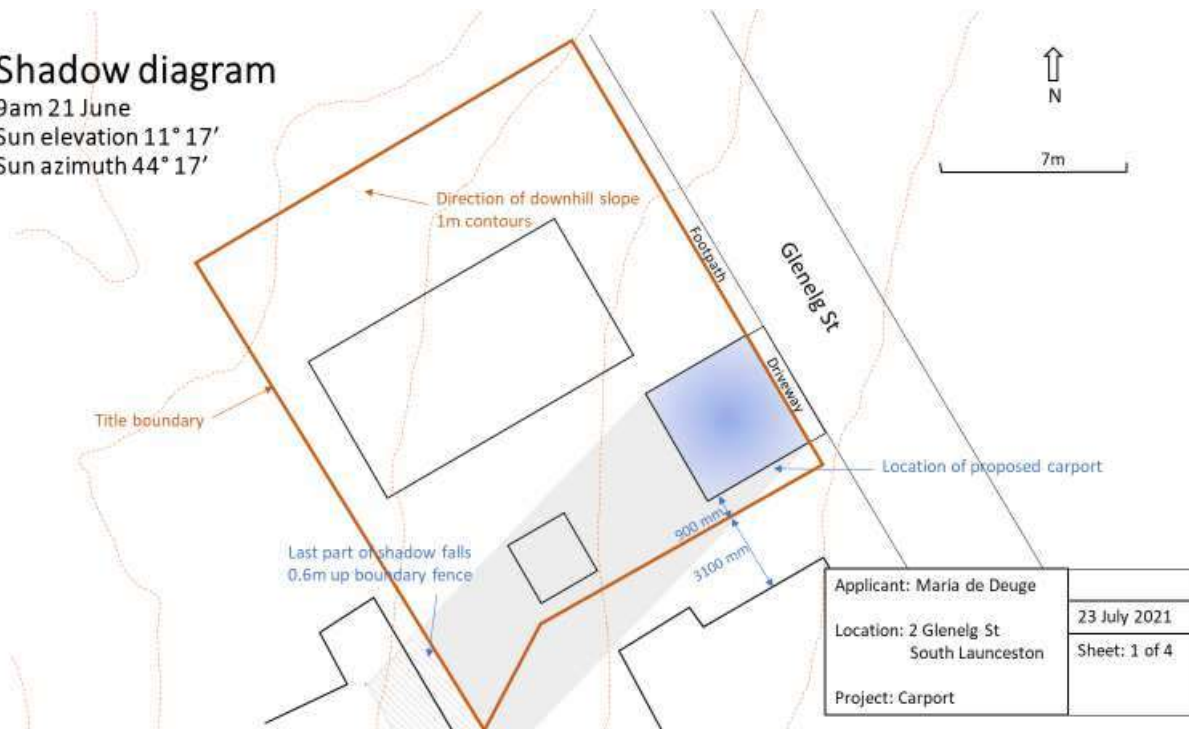 Shadow diagram
9am 21 June
Sun elevation 11° 17′
Sun azimuth 44° 17′
N
7m
Direction of downhill slope
1m contours
Footpath
Glenelg St
Driveway
Title boundary
Location of proposed carport
900 mm
3100 mm
Last part of shadow falls
0.6m up boundary fence
Applicant: Maria de Deuge
Location: 2 Glenelg St
South Launceston
Project: Carport
23 July 2021
Sheet: 1 of 4